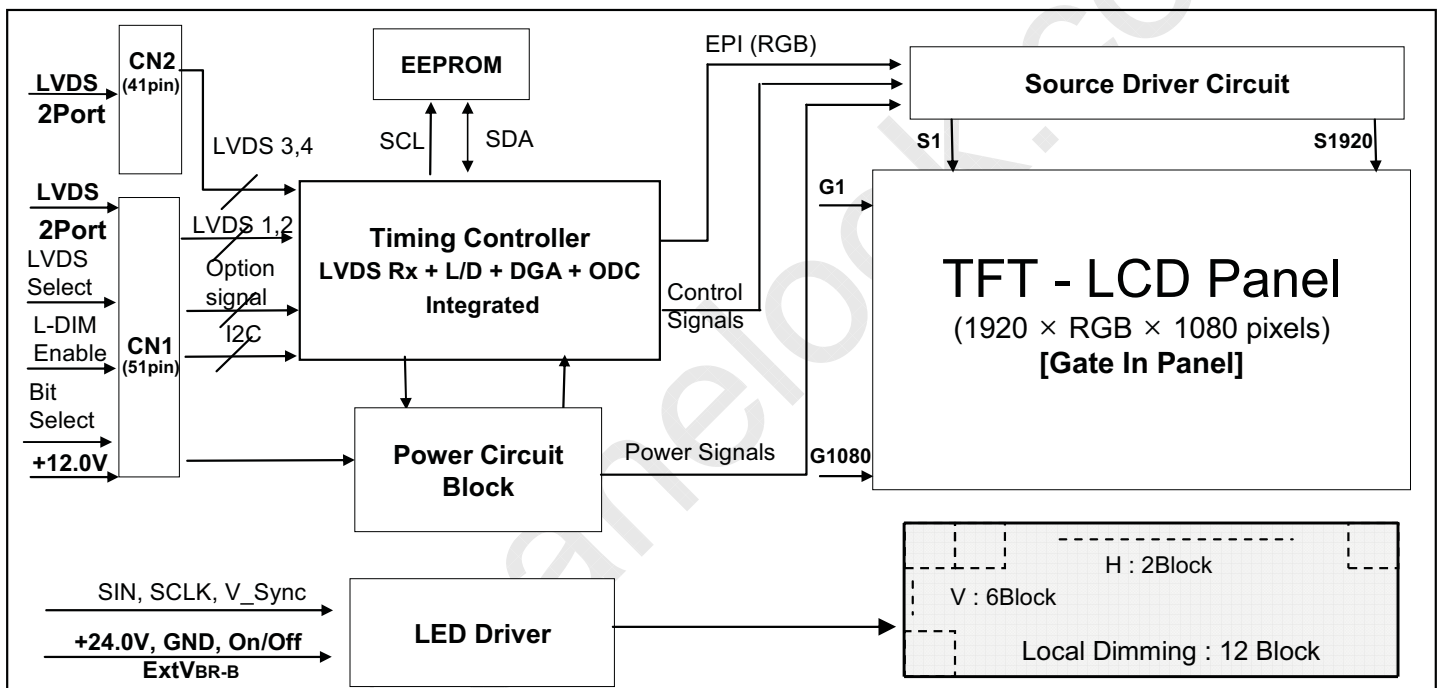 CN2
(41pin)
LVDS
2Port
EEPROM
EPI (RGB)
Source Driver Circuit
SCL
SDA
S1
S1920
LVDS 3,4
LVDS
2Port
LVDS 1,2
G1
LVDS
Select
Option
signal
I2C
L-DIM
Enable
CN1
(51pin)
Bit
Select
+12.0V
Timing Controller
LVDS Rx + L/D + DGA + ODC
Integrated
Control
Signals
TFT - LCD Panel
(1920 × RGB × 1080 pixels)
[Gate In Panel]
Power Circuit
Block
Power Signals
G1080
SIN, SCLK, V_Sync
+24.0V, GND, On/Off
ExtVBR-B
LED Driver
H : 2Block
V : 6Block
Local Dimming : 12 Block